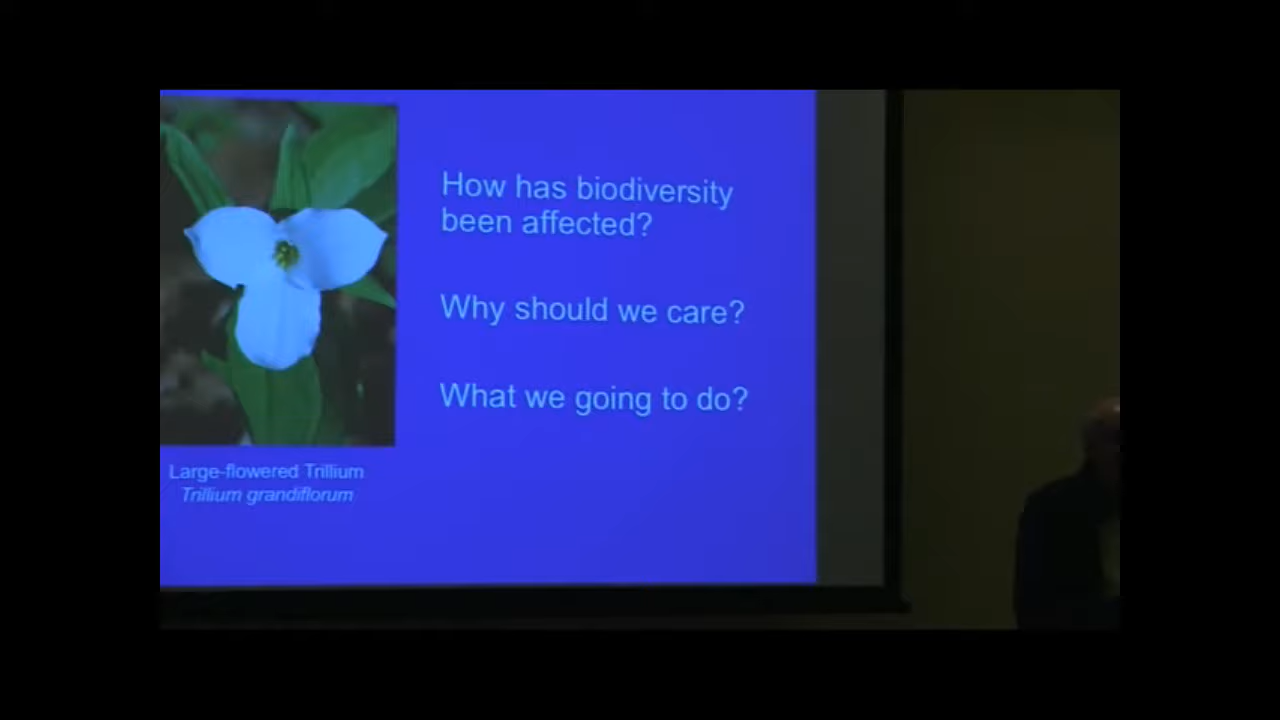 How has biodiversity
been affected?
Why should we care?
What we going to do?
Large-flowered Trillium
Trillium grandiflorum